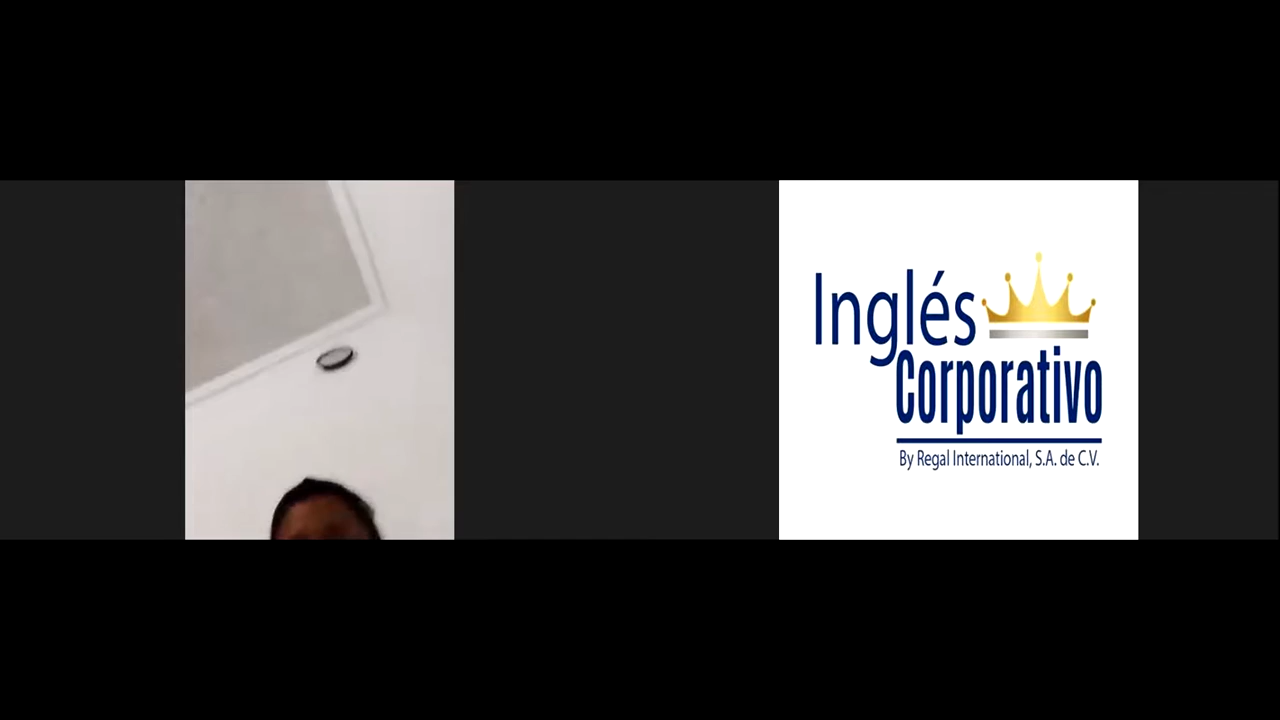 Inglés
Corporativo
By Regal International, S.A. de C.V.